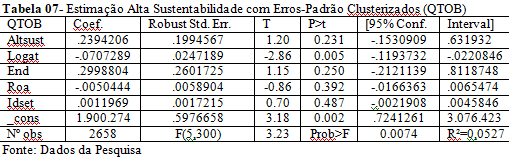 Tabela 07- Estimação Alta Sustentabilidade com Erros-Padrão Clusterizados (QTOB)
QTOB Coef. Robust Std. Err. T P>t [95% Conf. Interval]
Altsust .2394206 .1994567 1.20 0.231 -.1530909 .631932
Logat -.0707289 .0247189 -2.86 0.005 -.1193732 -.0220846
End .2998804 .2601725 1.15 0.250 -.2121139 .8118748
Roa -.0050444 .0058904 -0.86 0.392 -.0166363 .0065474
Idset .0011969 .0017215 0.70 0.487 -.0021908 .0045846
_cons 1.900.274 .5976658 3.18 0.002 .7241261 3.076.423
Nº obs 2658 F(5,300) 3.23 Prob>F 0.0074 R²=0,0527
Fonte: Dados da Pesquisa